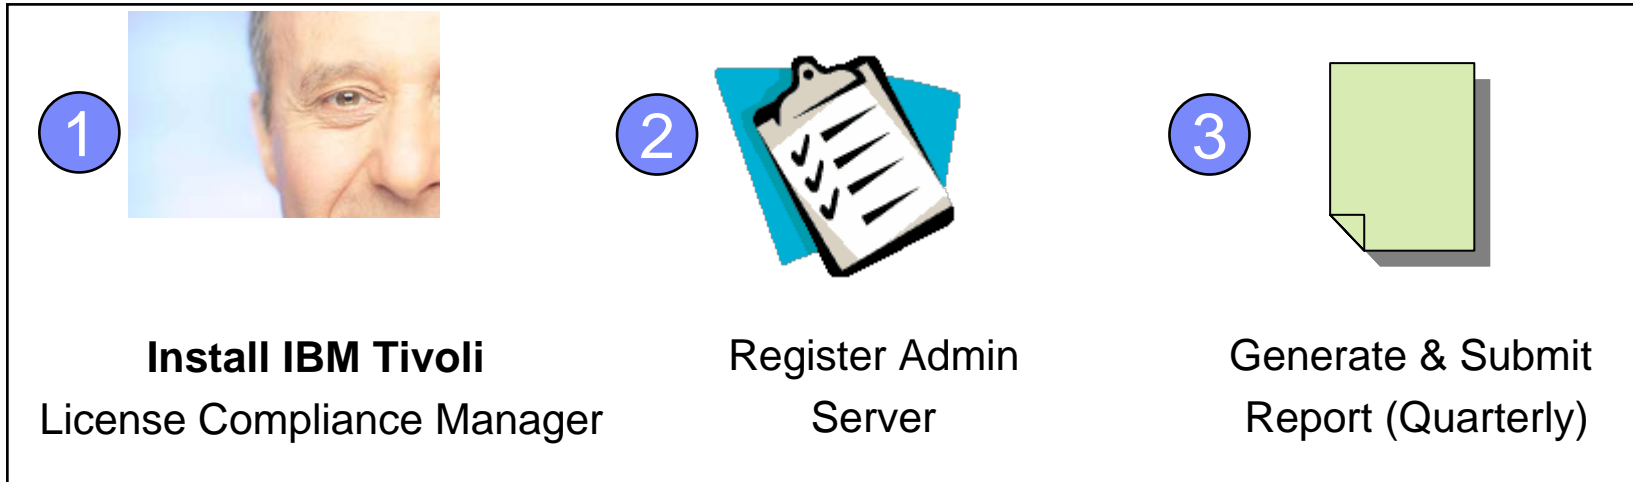 1
Install IBM Tivoli
License Compliance Manager
2
Register Admin
Server
3
Generate & Submit
Report (Quarterly)